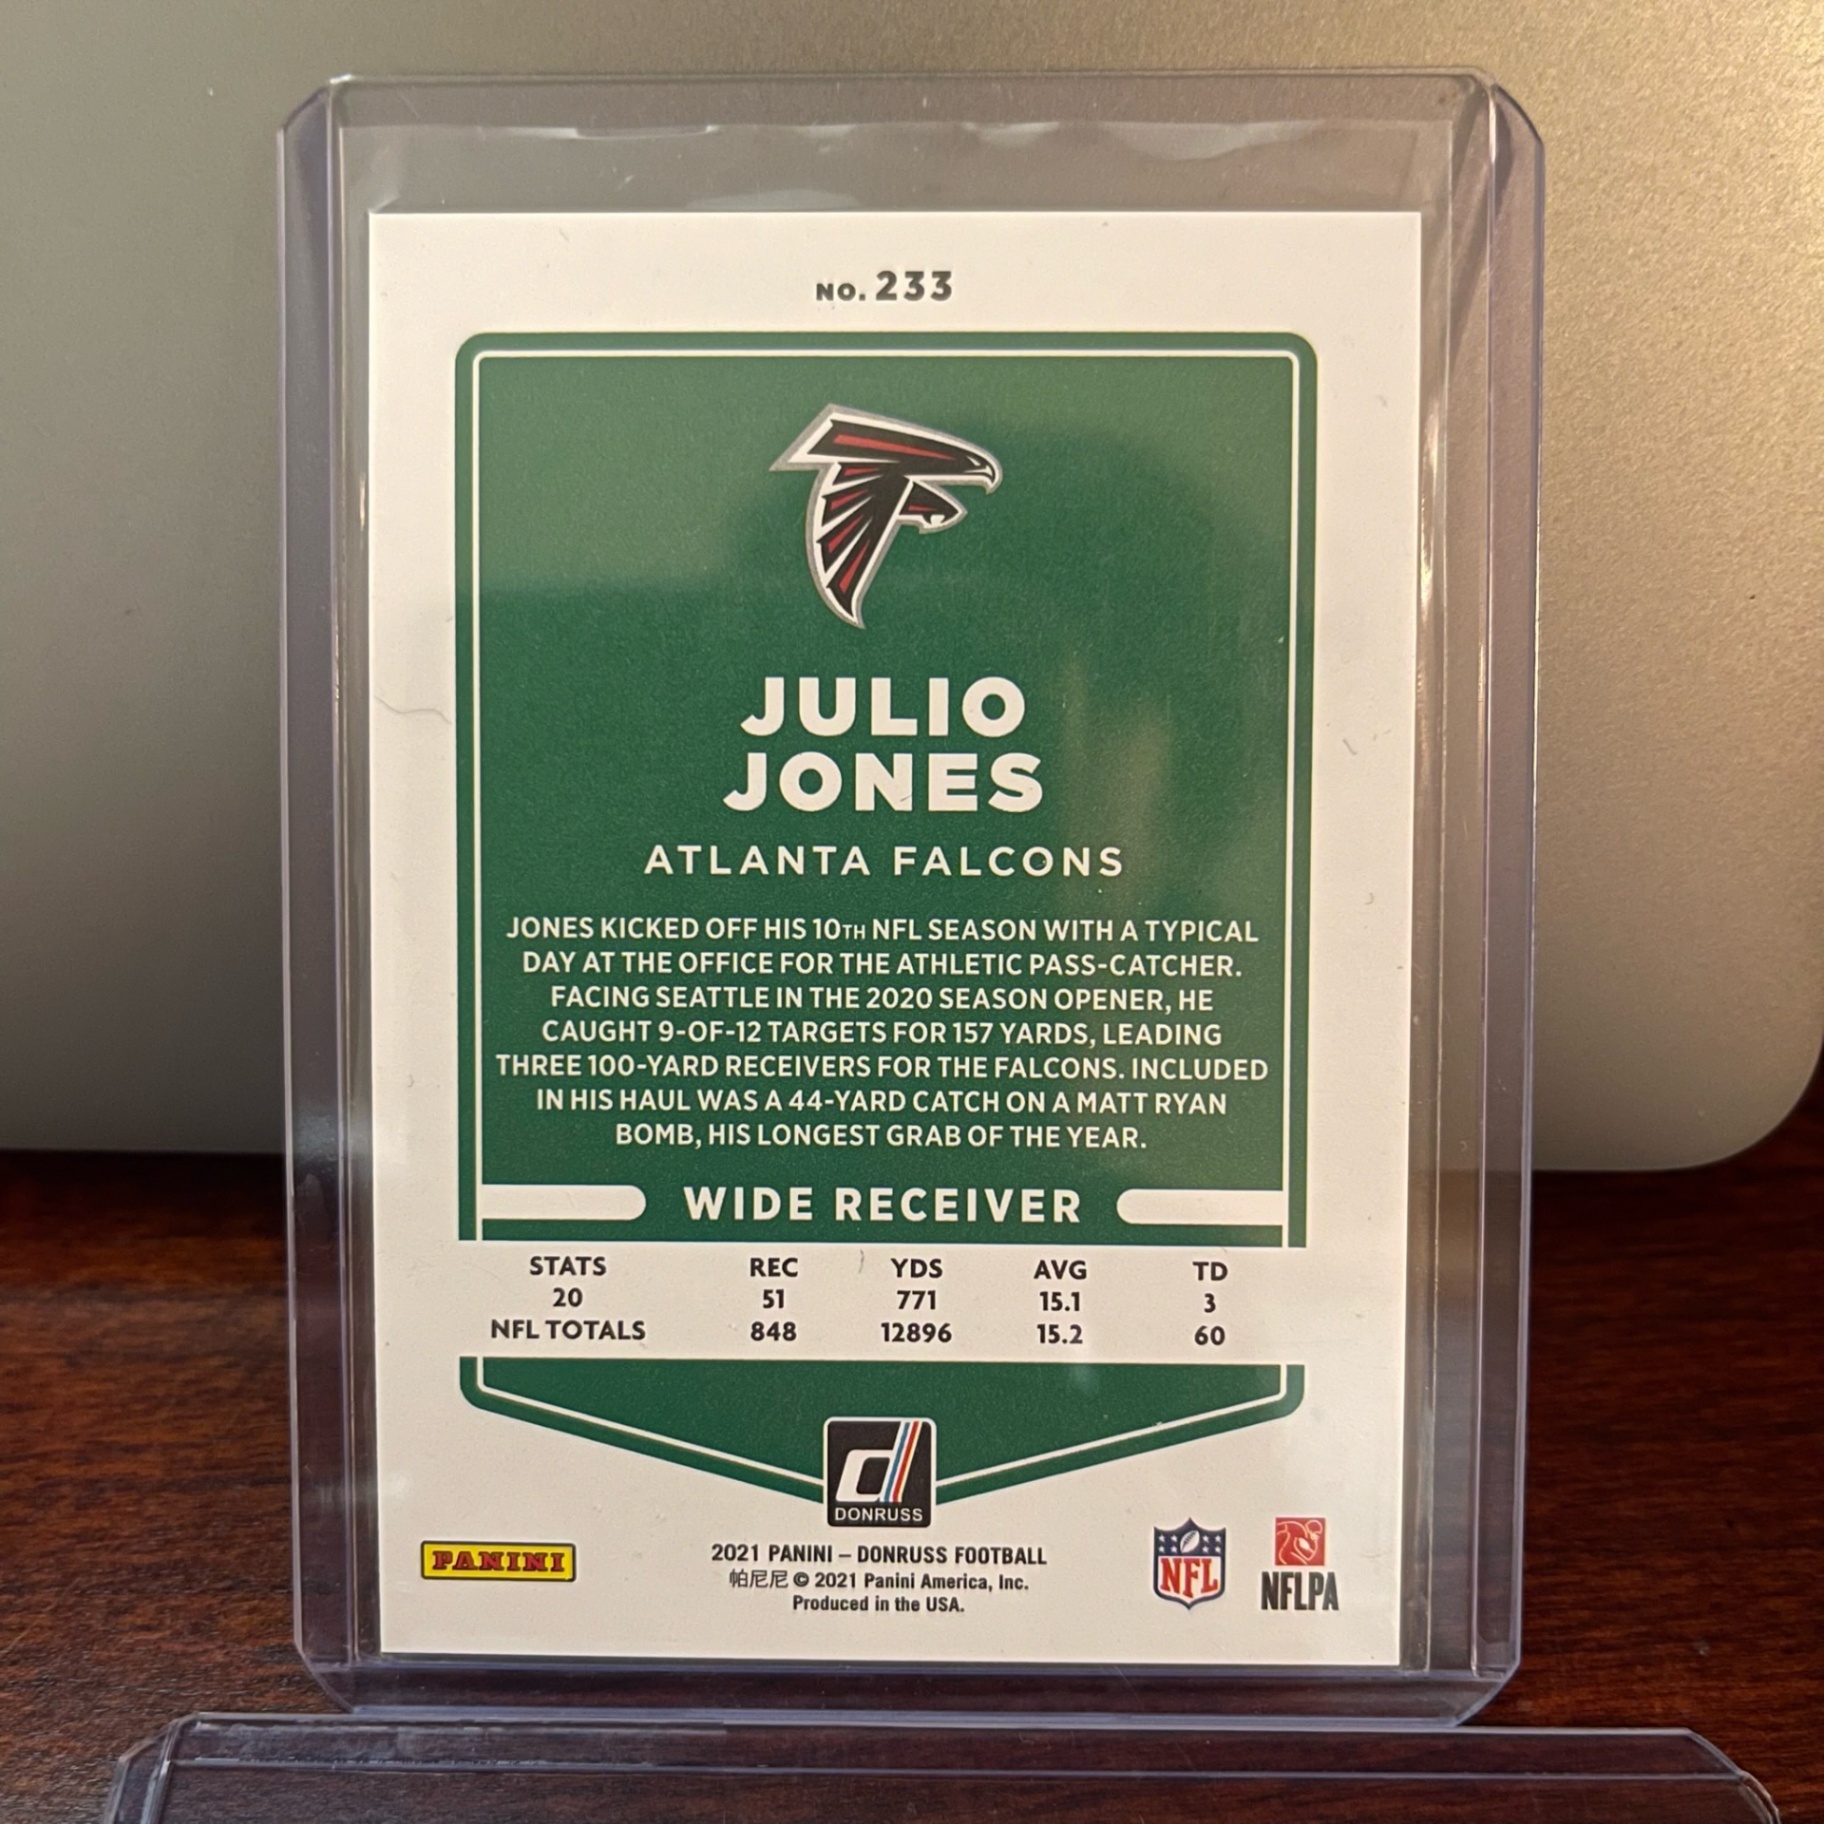 NO. 233
JULIO
JONES
ATLANTA FALCONS
JONES KICKED OFF HIS 10TH NFL SEASON WITH A TYPICAL
DAY AT THE OFFICE FOR THE ATHLETIC PASS-CATCHER.
FACING SEATTLE IN THE 2020 SEASON OPENER, HE
CAUGHT 9-OF-12 TARGETS FOR 157 YARDS, LEADING
THREE 100-YARD RECEIVERS FOR THE FALCONS. INCLUDED
IN HIS HAUL WAS A 44-YARD CATCH ON A MATT RYAN
BOMB, HIS LONGEST GRAB OF THE YEAR.
WIDE RECEIVER
STATS REC YDS AVG TD
20 51 771 15.1 3
NFL TOTALS 848 12896 15.2 60
d
DONRUSS
PANINI
2021 PANINI – DONRUSS FOOTBALL
帕尼尼 © 2021 Panini America, Inc.
Produced in the USA.
NFL
NFLPA